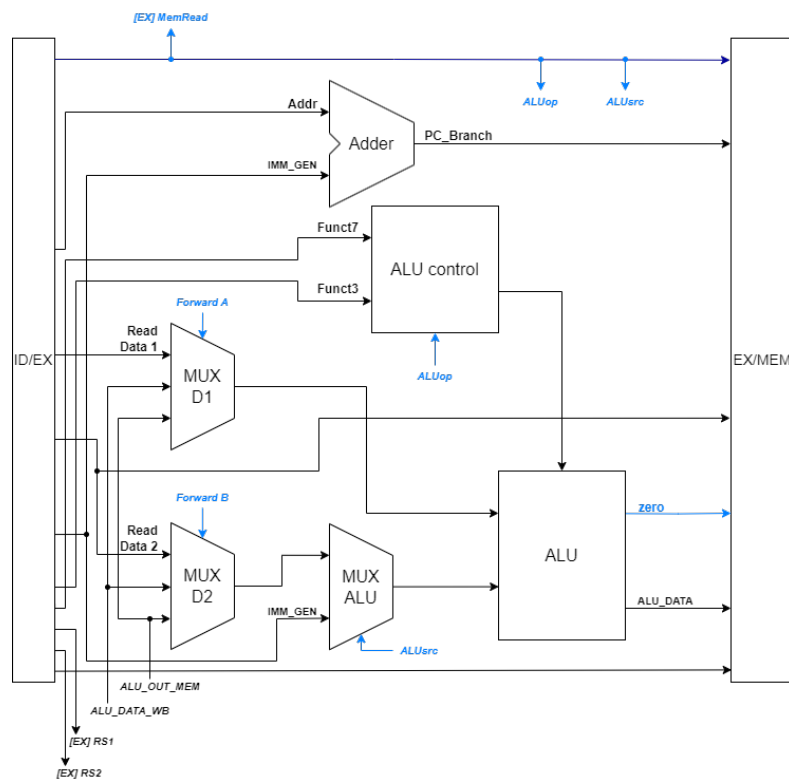 [EX] MemRead
ALUop
ALUsrc
Addr
Adder
PC_Branch
IMM_GEN
Funct7
ALU control
Funct3
Forward A
Read
Data 1
ID/EX
MUX
D1
ALUop
EX/MEM
Forward B
zero
Read
Data 2
MUX
D2
MUX
ALU
ALU
IMM_GEN
ALU_DATA
ALUsrc
ALU_OUT_MEM
ALU_DATA_WB
[EX] RS1
[EX] RS2